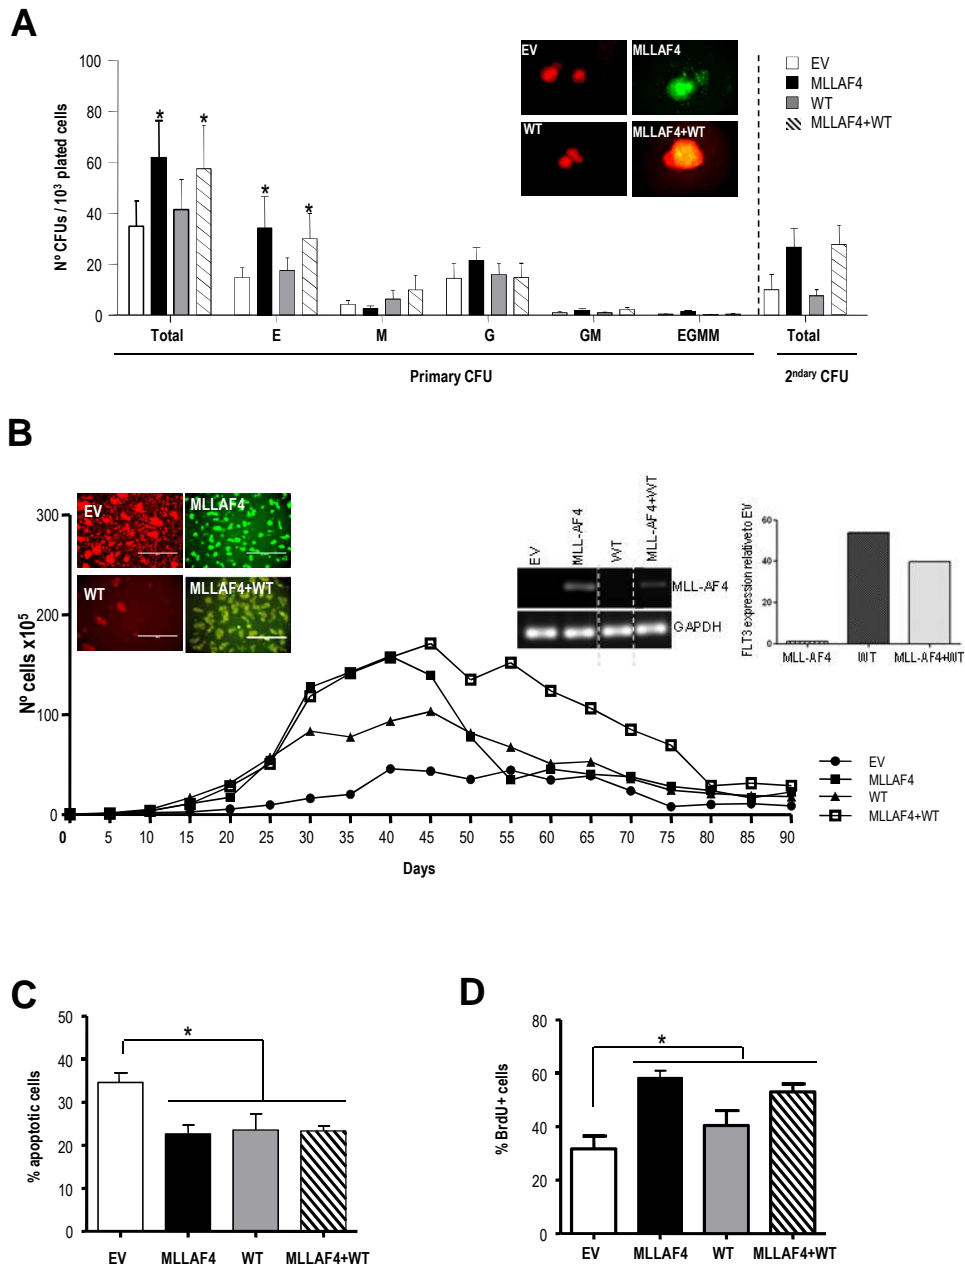 A
Nº CFUs / 10³ plated cells
100
80
60
40
20
0
* * * *
EV
MLLAF4
WT
MLLAF4+WT
EV
MLLAF4
WT
MLLAF4+WT
Total E M G GM EGMM Total
Primary CFU
2ndary CFU
B
Nº cells x10⁵
300
200
100
0
EV
MLLAF4
WT
MLLAF4+WT
EV
MLL-AF4
WT
MLL-AF4+WT
MLL-AF4
GAPDH
FLT3 expression relative to EV
60
40
20
0
MLL-AF4 WT MLL-AF4+WT
EV
MLLAF4
WT
MLLAF4+WT
0 5 10 15 20 25 30 35 40 45 50 55 60 65 70 75 80 85 90
Days
C
% apoptotic cells
50
40
30
20
10
0
*
EV MLLAF4 WT MLLAF4+WT
D
% BrdU+ cells
80
60
40
20
0
*
EV MLLAF4 WT MLLAF4+WT